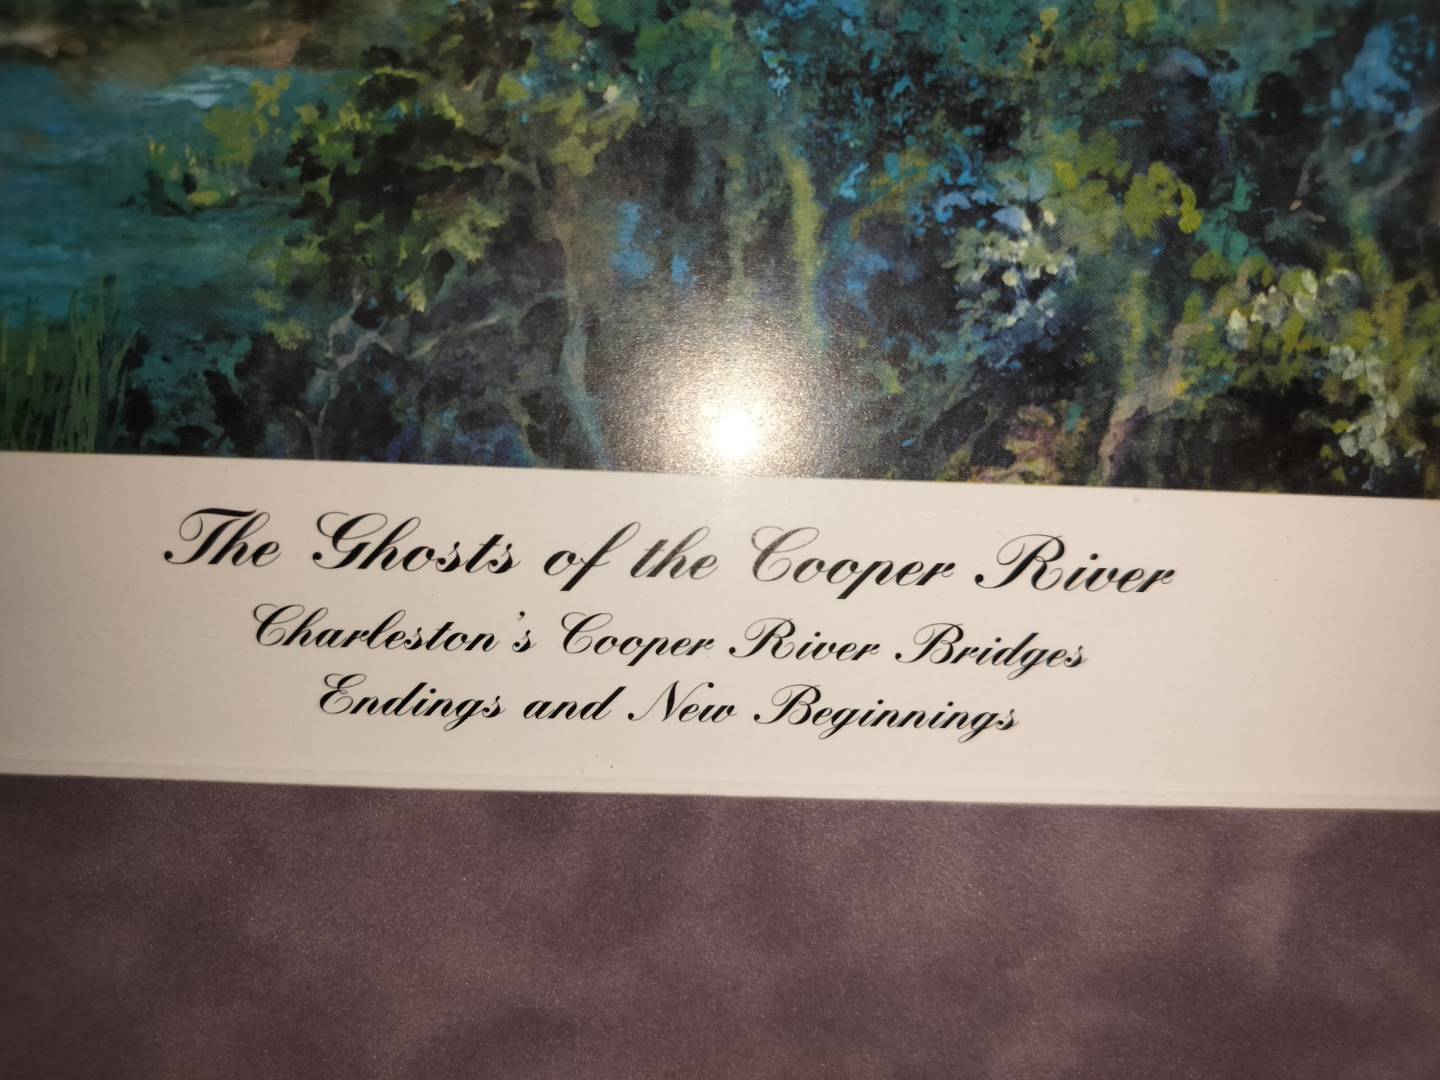 The Ghosts of the Cooper River
Charleston's Cooper River Bridges
Endings and New Beginnings